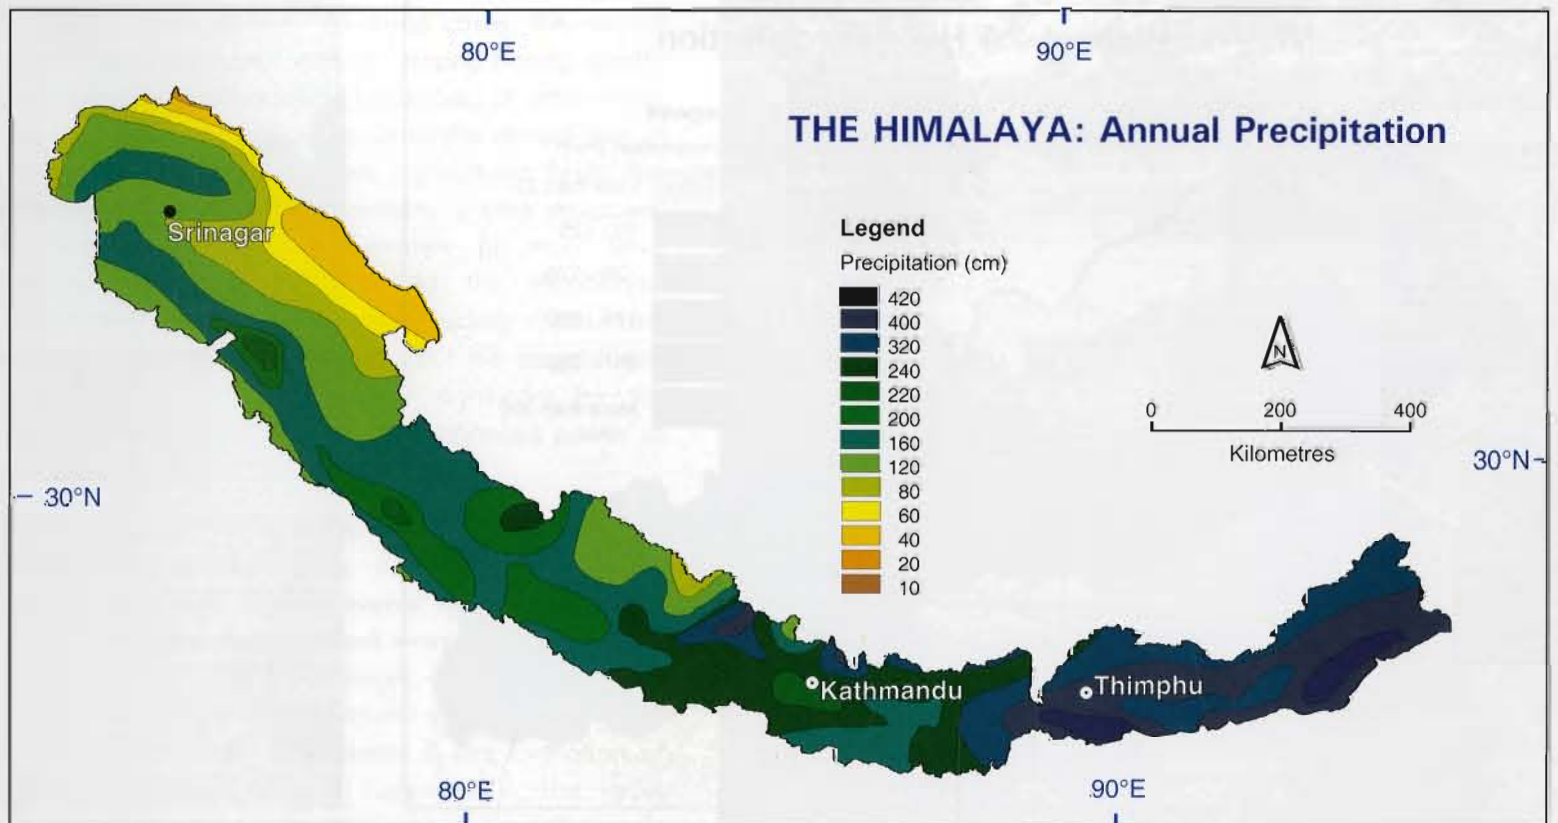 80°E
90°E
THE HIMALAYA: Annual Precipitation
Srinagar
Legend
Precipitation (cm)
420
400
320
240
220
200
160
120
80
60
40
20
10
N
0 200 400
Kilometres
30°N
30°N
Kathmandu
Thimphu
80°E
90°E